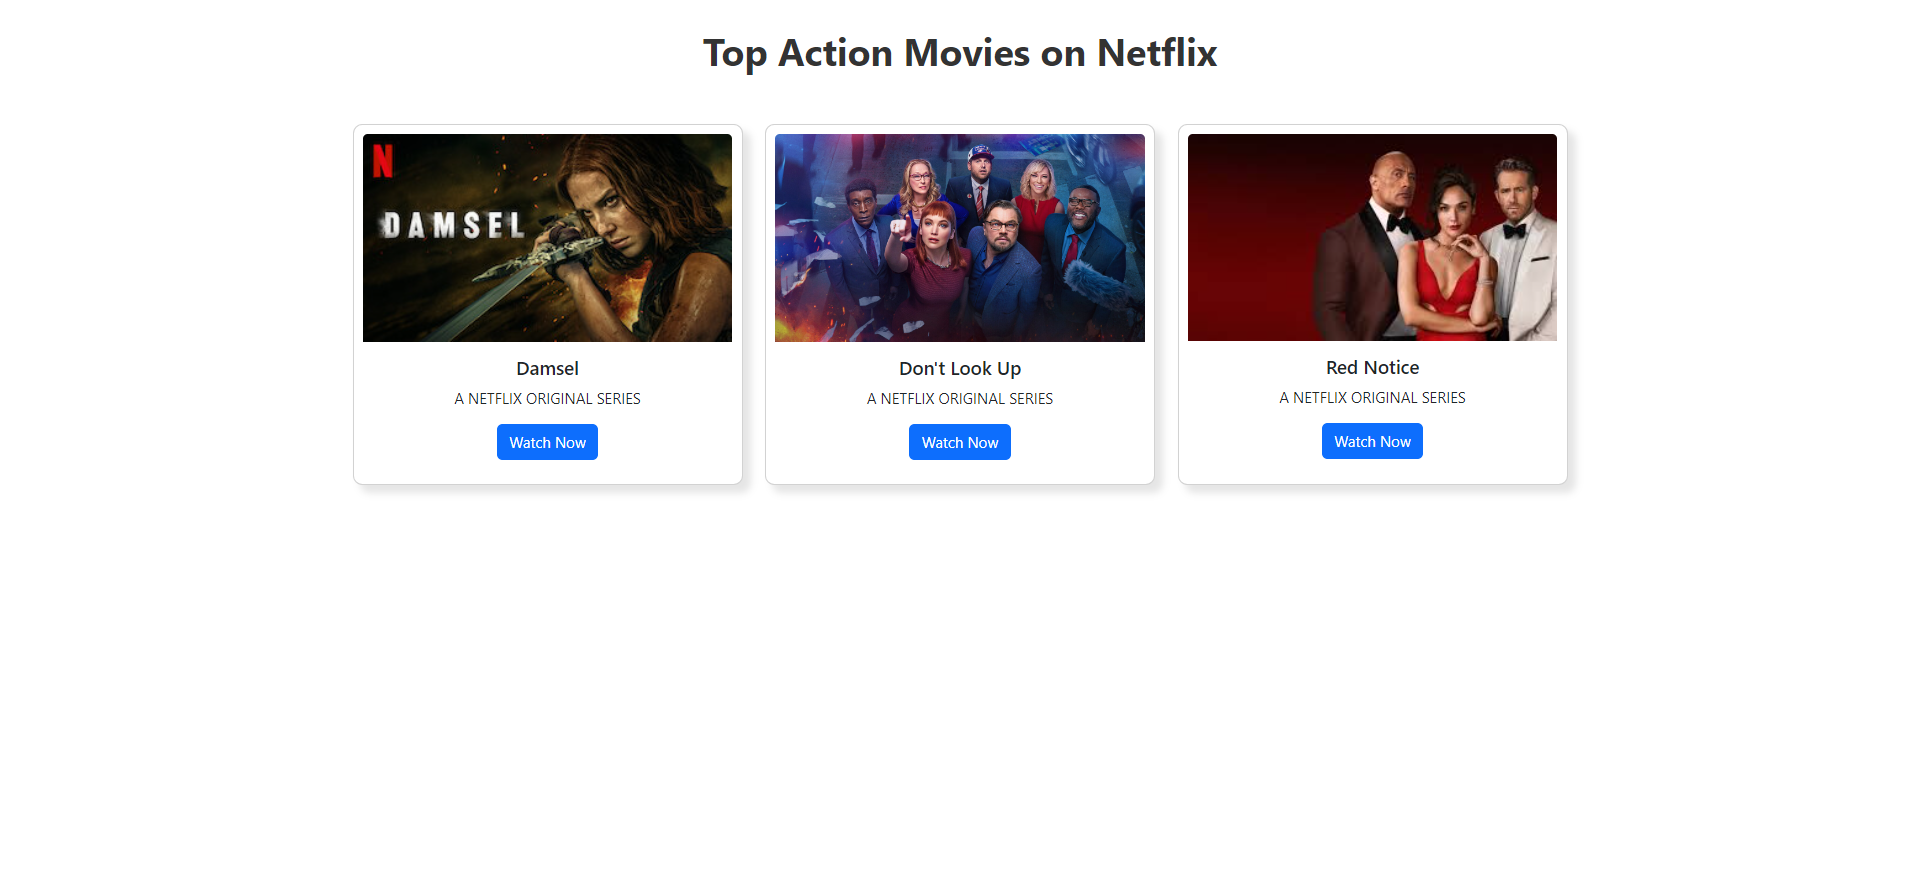 Top Action Movies on Netflix
N
DAMSEL
Damsel
A NETFLIX ORIGINAL SERIES
Watch Now
Don't Look Up
A NETFLIX ORIGINAL SERIES
Watch Now
Red Notice
A NETFLIX ORIGINAL SERIES
Watch Now